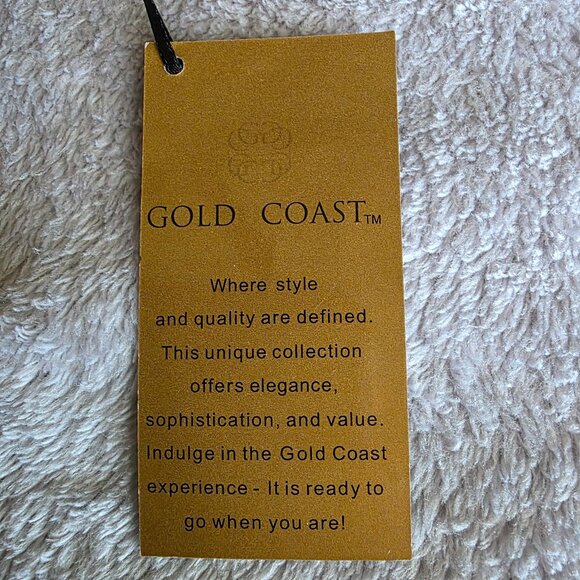 GOLD COAST™
Where style
and quality are defined.
This unique collection
offers elegance,
sophistication, and value.
Indulge in the Gold Coast
experience - It is ready to
go when you are!